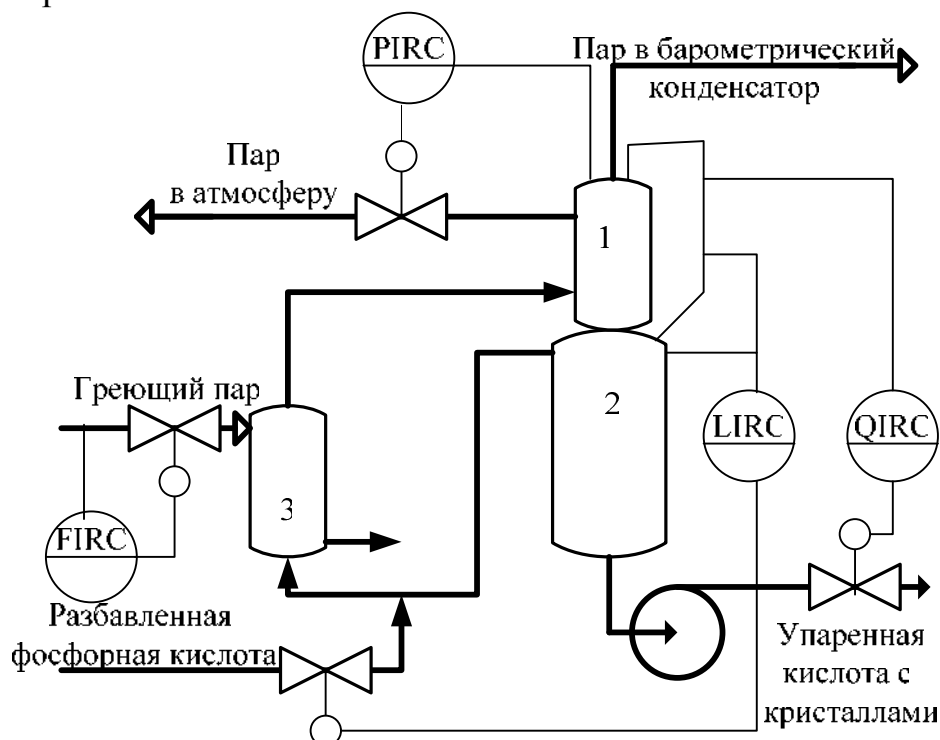 PIRC
Пар в барометрический
конденсатор
Пар
в атмосферу
1
Греющий пар
2
LIRC
QIRC
3
FIRC
Разбавленная
фосфорная кислота
Упаренная
кислота с
кристаллами